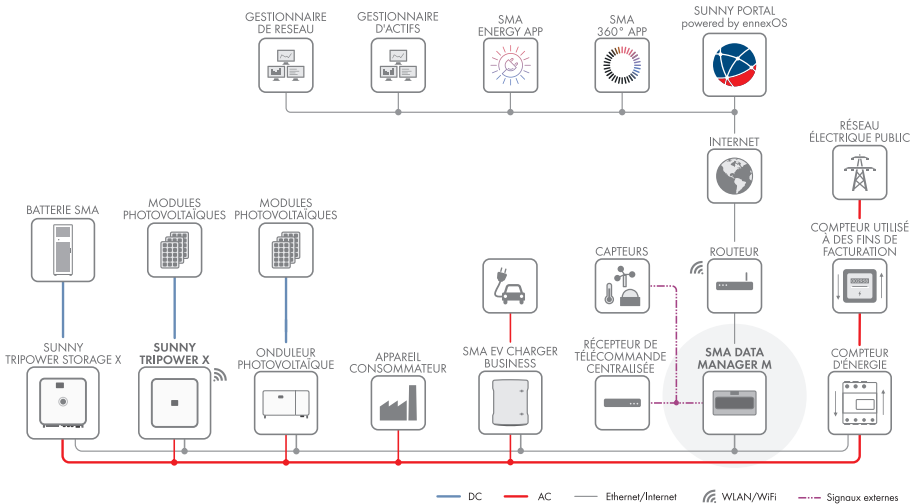 GESTIONNAIRE
DE RESEAU
GESTIONNAIRE
D'ACTIFS
SMA
ENERGY APP
SMA
360° APP
SUNNY PORTAL
powered by ennexOS
INTERNET
RÉSEAU
ÉLECTRIQUE PUBLIC
BATTERIE SMA
MODULES
PHOTOVOLTAÏQUES
MODULES
PHOTOVOLTAÏQUES
CAPTEURS
ROUTEUR
COMPTEUR UTILISÉ
À DES FINS DE
FACTURATION
SUNNY
TRIPOWER STORAGE X
SUNNY
TRIPOWER X
ONDULEUR
PHOTOVOLTAÏQUE
APPAREIL
CONSOMMATEUR
SMA EV CHARGER
BUSINESS
RÉCEPTEUR DE
TÉLÉCOMMANDE
CENTRALISÉE
SMA DATA
MANAGER M
COMPTEUR
D'ÉNERGIE
DC
AC
Ethernet/Internet
WLAN/WiFi
Signaux externes